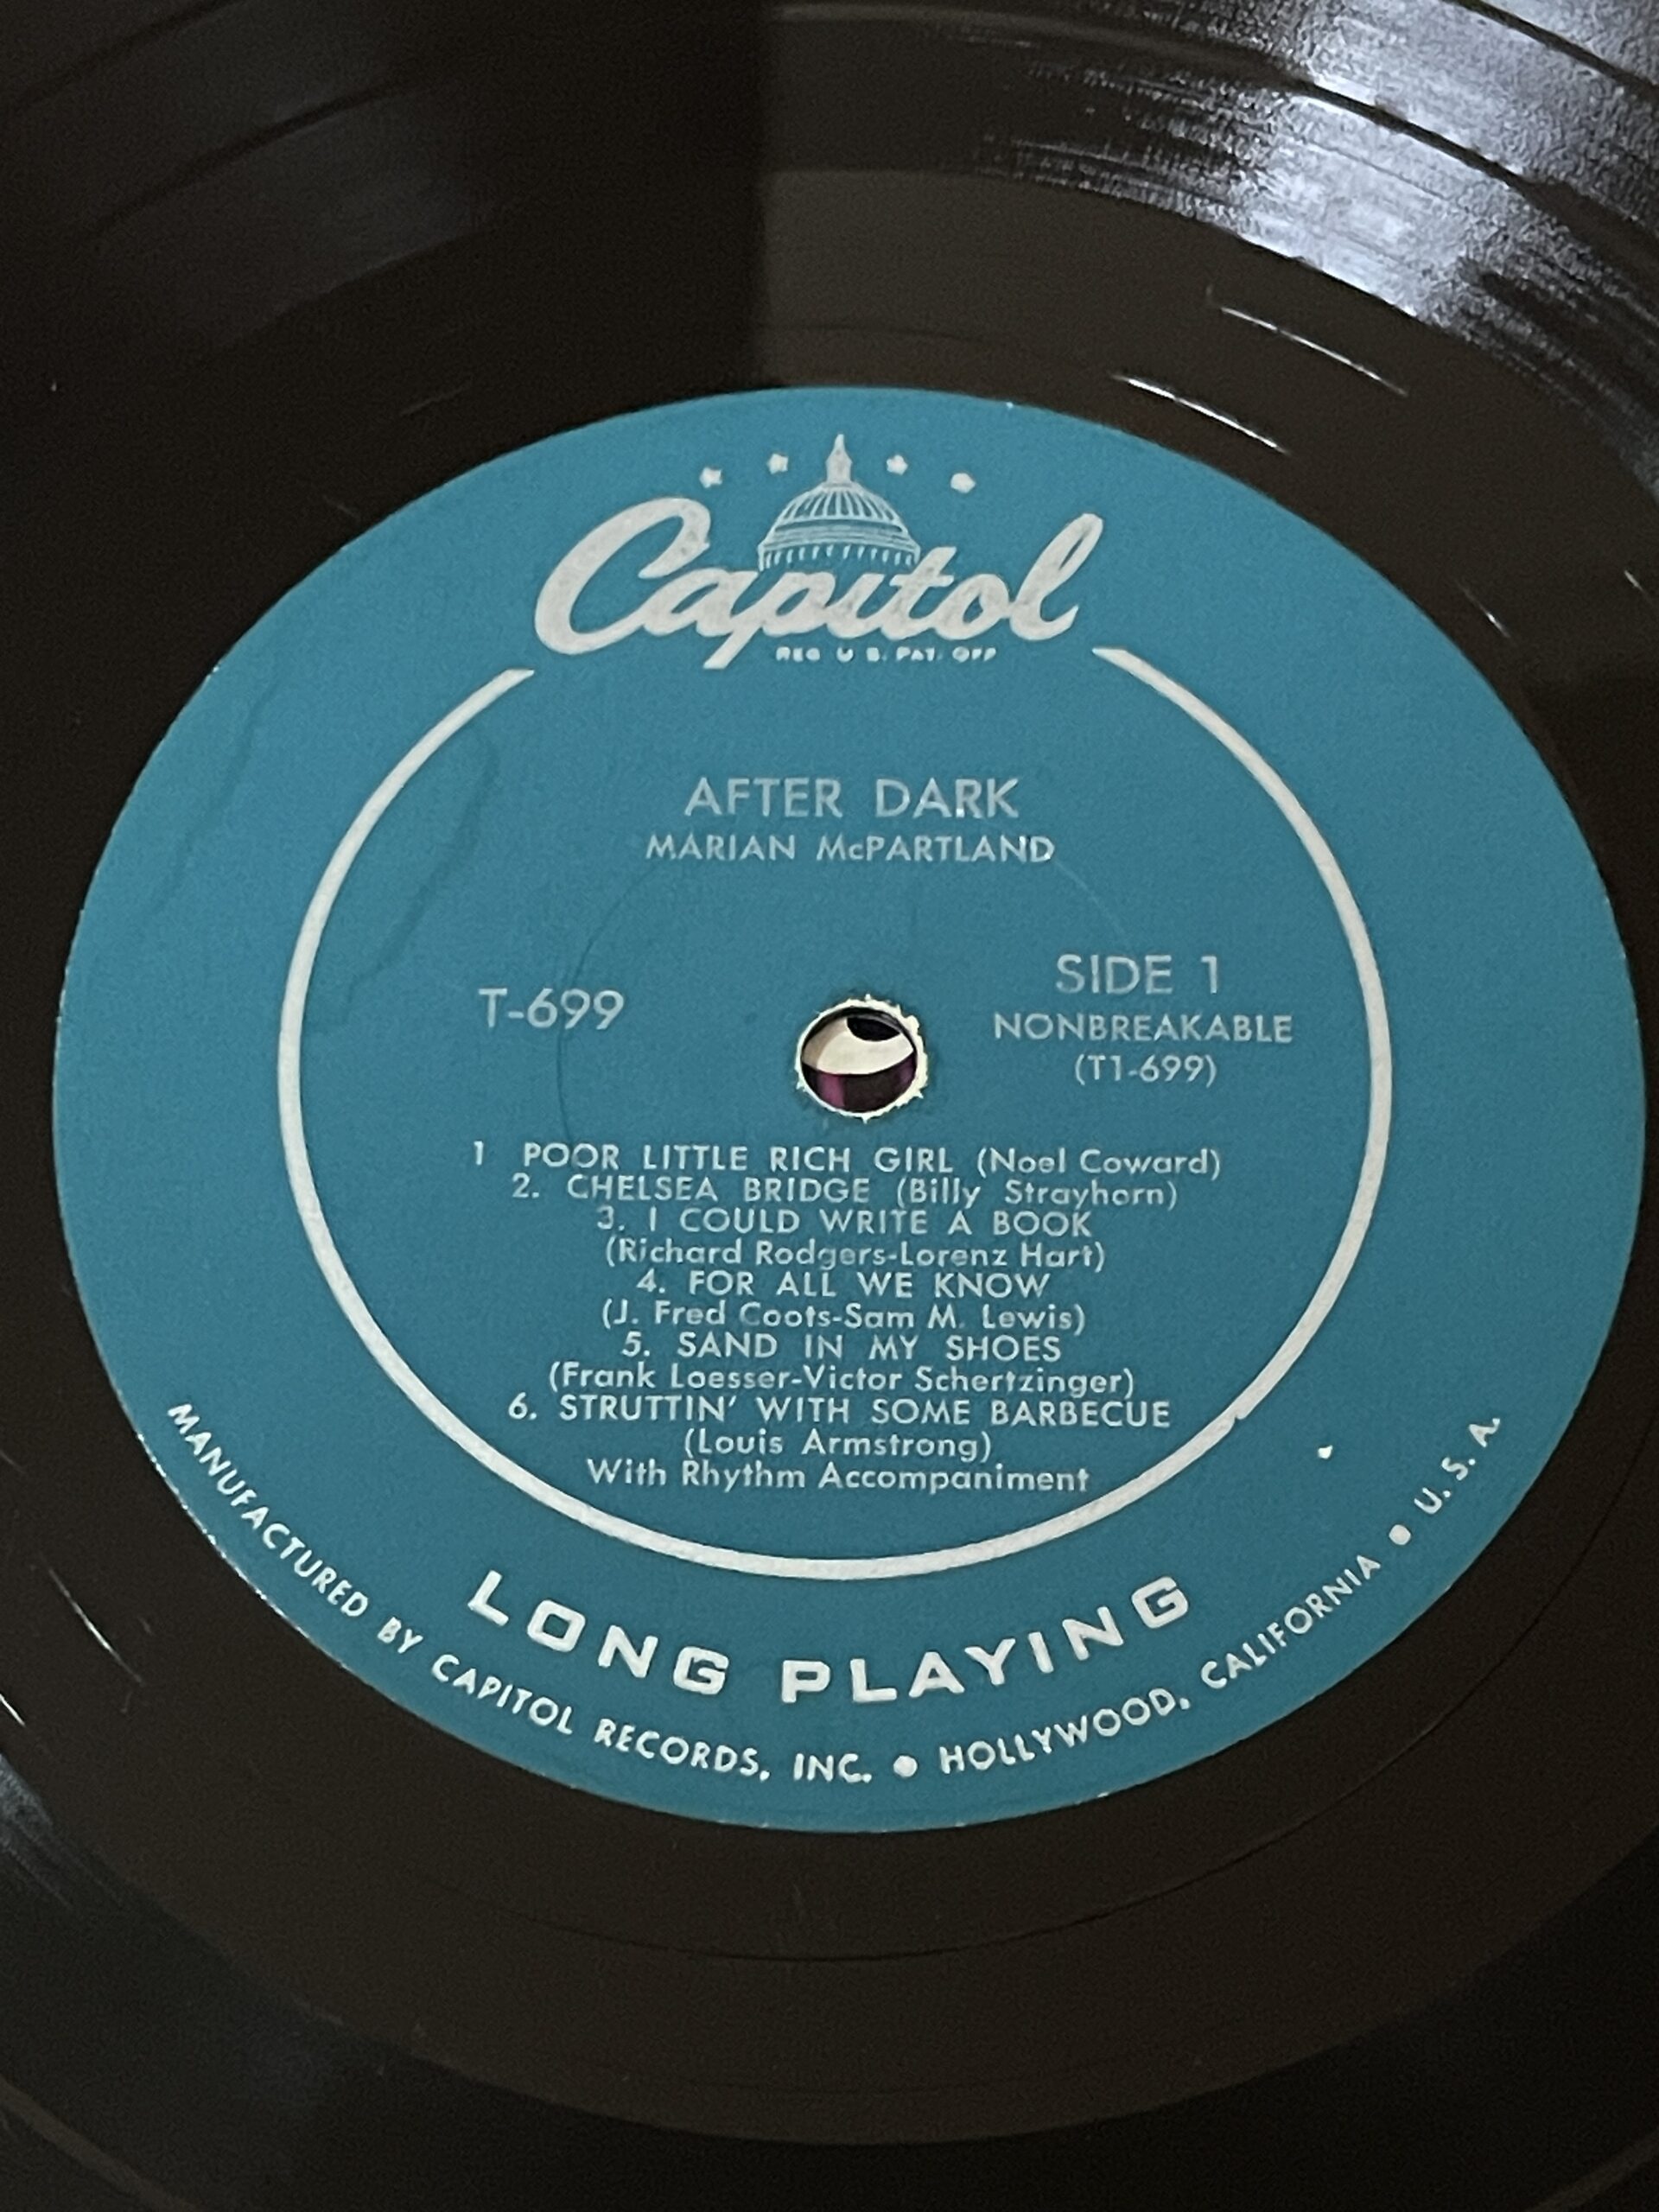 Capitol
REG. U.S. PAT. OFF.
AFTER DARK
MARIAN McPARTLAND
T-699
SIDE 1
NONBREAKABLE
(T1-699)
1 POOR LITTLE RICH GIRL (Noel Coward)
2. CHELSEA BRIDGE (Billy Strayhorn)
3. I COULD WRITE A BOOK
(Richard Rodgers-Lorenz Hart)
4. FOR ALL WE KNOW
(J. Fred Coots-Sam M. Lewis)
5. SAND IN MY SHOES
(Frank Loesser-Victor Schertzinger)
6. STRUTTIN' WITH SOME BARBECUE
(Louis Armstrong)
With Rhythm Accompaniment
LONG PLAYING
MANUFACTURED BY CAPITOL RECORDS, INC. • HOLLYWOOD, CALIFORNIA • U.S.A.